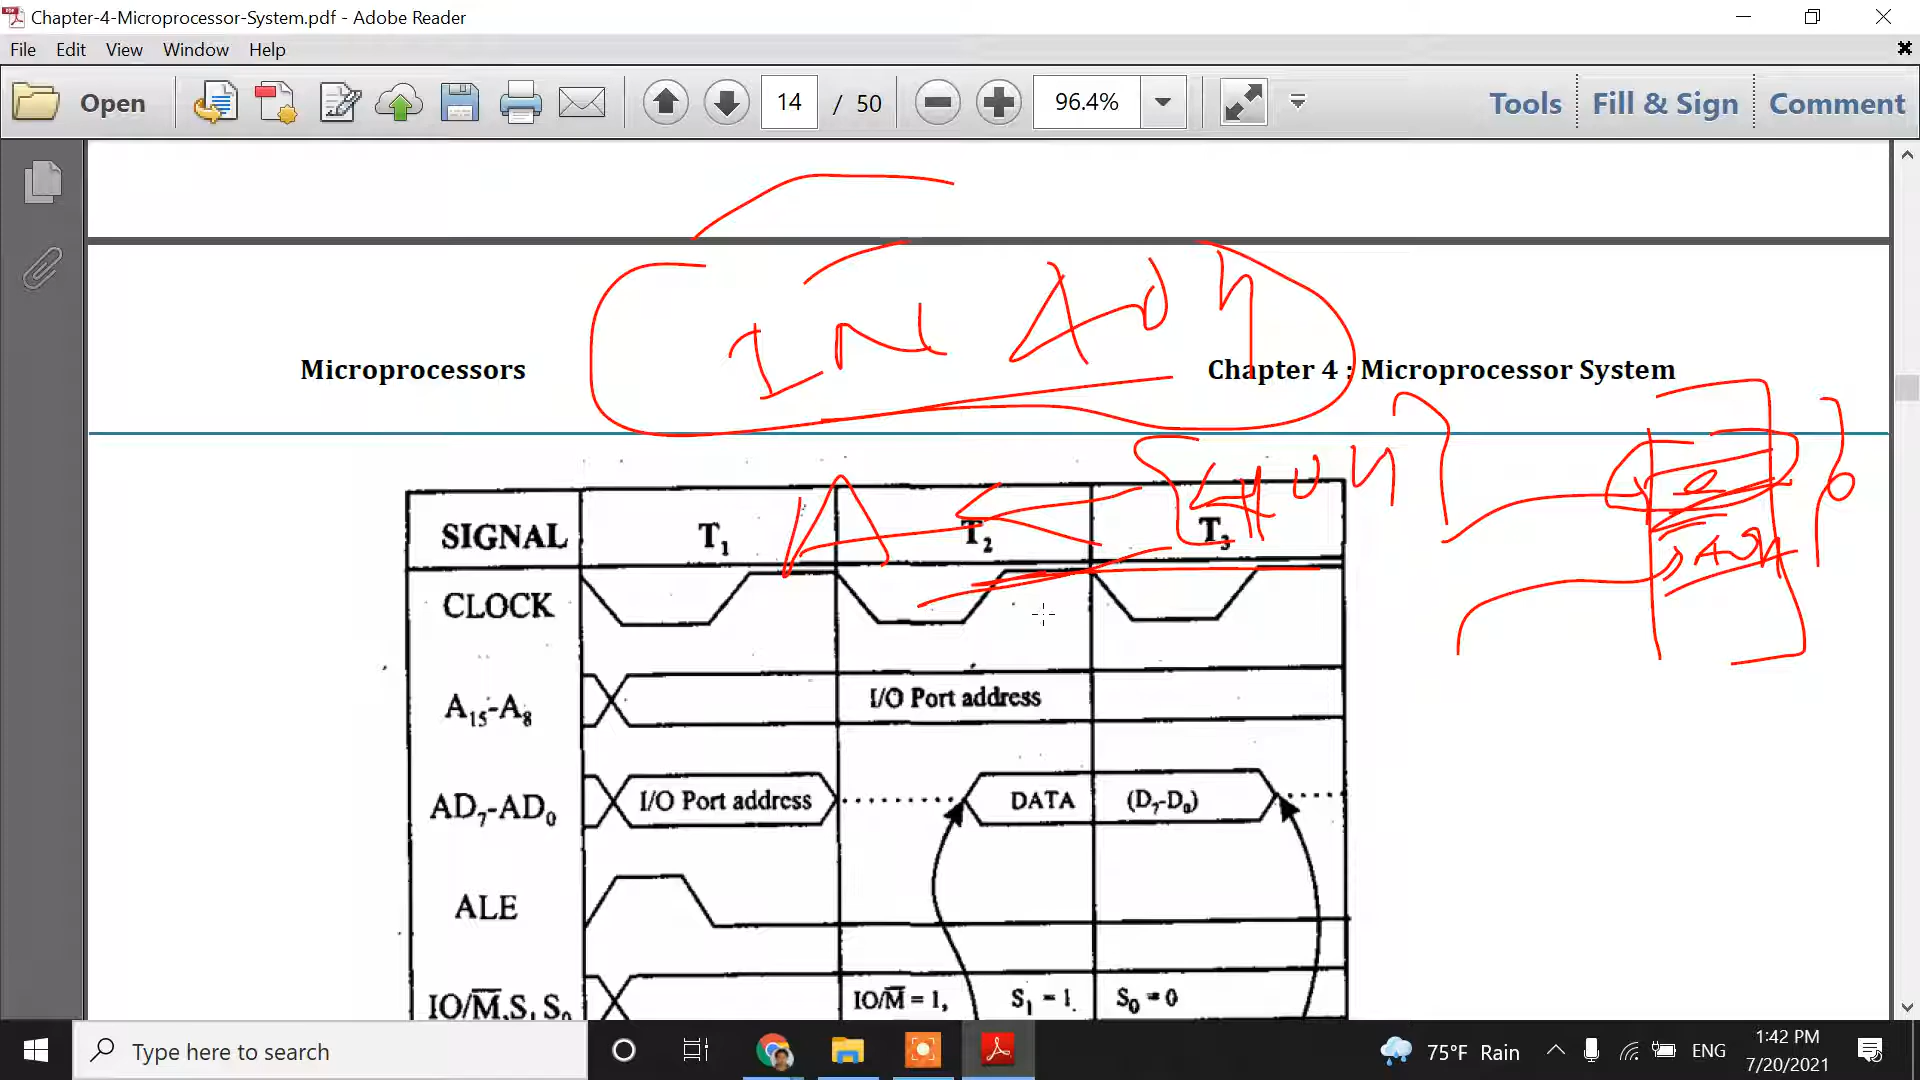 Chapter-4-Microprocessor-System.pdf - Adobe Reader
File Edit View Window Help
Open 14 / 50 96.4% Tools Fill & Sign Comment
IN
Microprocessors Chapter 4 : Microprocessor System
SIGNAL T₁ T₂ T₃
CLOCK
A₁₅-A₈ I/O Port address
AD₇-AD₀ I/O Port address DATA (D₇-D₀)
ALE
IO/M̅,S₁S₀ IO/M̅ = 1, S₁ = 1. S₀ = 0
Type here to search 75°F Rain ENG 1:42 PM
7/20/2021